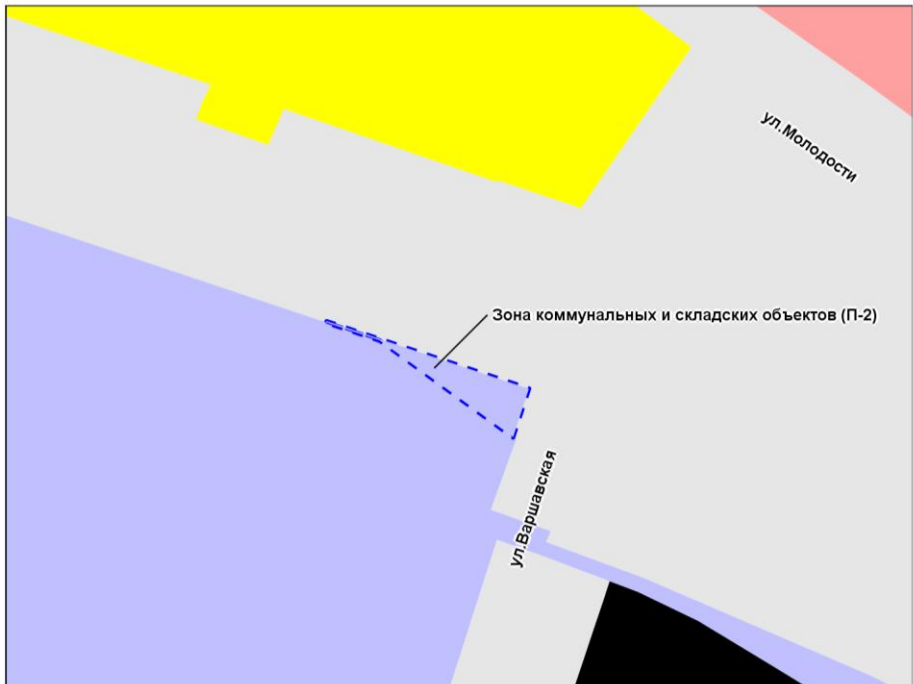 ул.Молодости
Зона коммунальных и складских объектов (П-2)
ул.Варшавская